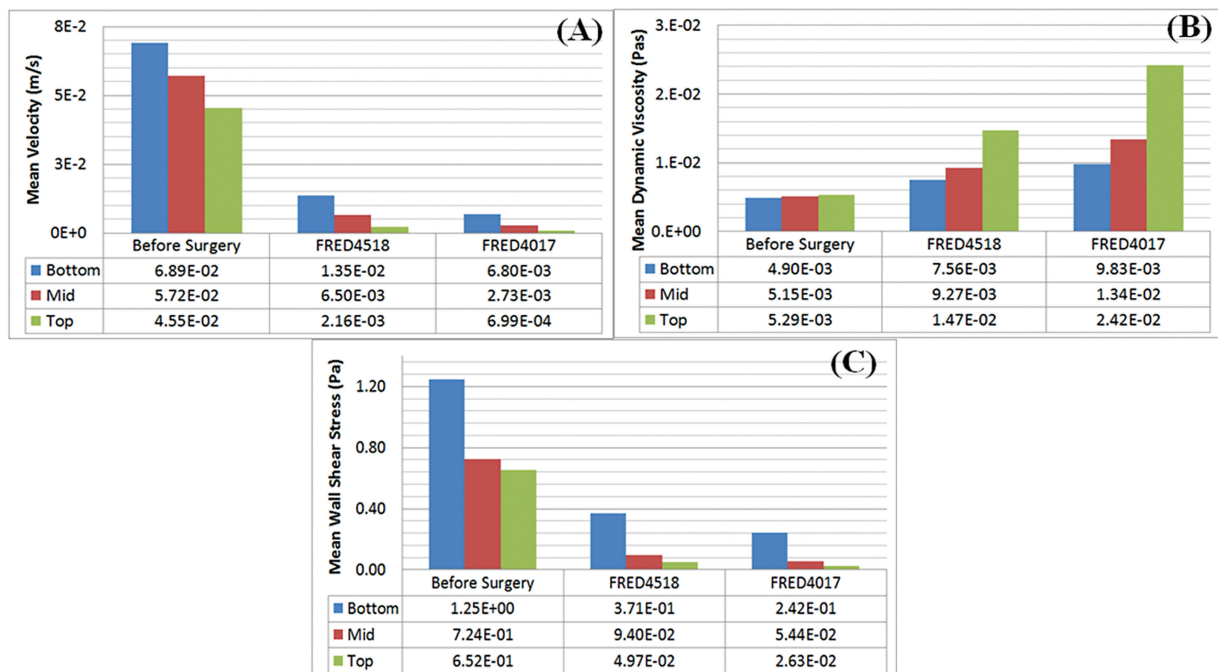 (A)
Mean Velocity (m/s)
8E-2
5E-2
3E-2
0E+0
Before Surgery FRED4518 FRED4017
Bottom 6.89E-02 1.35E-02 6.80E-03
Mid 5.72E-02 6.50E-03 2.73E-03
Top 4.55E-02 2.16E-03 6.99E-04
(B)
Mean Dynamic Viscosity (Pas)
3.E-02
2.E-02
1.E-02
0.E+00
Before Surgery FRED4518 FRED4017
Bottom 4.90E-03 7.56E-03 9.83E-03
Mid 5.15E-03 9.27E-03 1.34E-02
Top 5.29E-03 1.47E-02 2.42E-02
(C)
Mean Wall Shear Stress (Pa)
1.20
0.80
0.40
0.00
Before Surgery FRED4518 FRED4017
Bottom 1.25E+00 3.71E-01 2.42E-01
Mid 7.24E-01 9.40E-02 5.44E-02
Top 6.52E-01 4.97E-02 2.63E-02